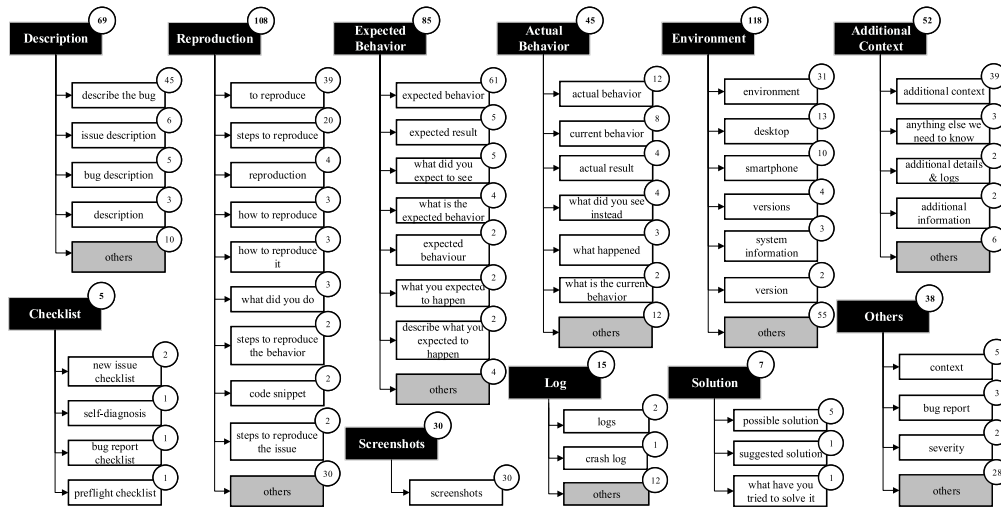 69
Description
45
describe the bug
6
issue description
5
bug description
3
description
10
others
108
Reproduction
39
to reproduce
20
steps to reproduce
4
reproduction
3
how to reproduce
3
how to reproduce
it
3
what did you do
2
steps to reproduce
the behavior
2
code snippet
2
steps to reproduce
the issue
30
others
85
Expected
Behavior
61
expected behavior
5
expected result
5
what did you
expect to see
4
what is the
expected behavior
2
expected
behaviour
2
what you expected
to happen
2
describe what you
expected to happen
4
others
45
Actual
Behavior
12
actual behavior
8
current behavior
4
actual result
4
what did you see
instead
3
what happened
2
what is the current
behavior
12
others
118
Environment
31
environment
13
desktop
10
smartphone
4
versions
3
system
information
2
version
55
others
52
Additional
Context
39
additional context
3
anything else we
need to know
2
additional details
& logs
2
additional
information
6
others
5
Checklist
2
new issue
checklist
1
self-diagnosis
1
bug report
checklist
1
preflight checklist
30
Screenshots
30
screenshots
15
Log
2
logs
1
crash log
12
others
7
Solution
5
possible solution
1
suggested solution
1
what have you
tried to solve it
38
Others
5
context
3
bug report
2
severity
28
others